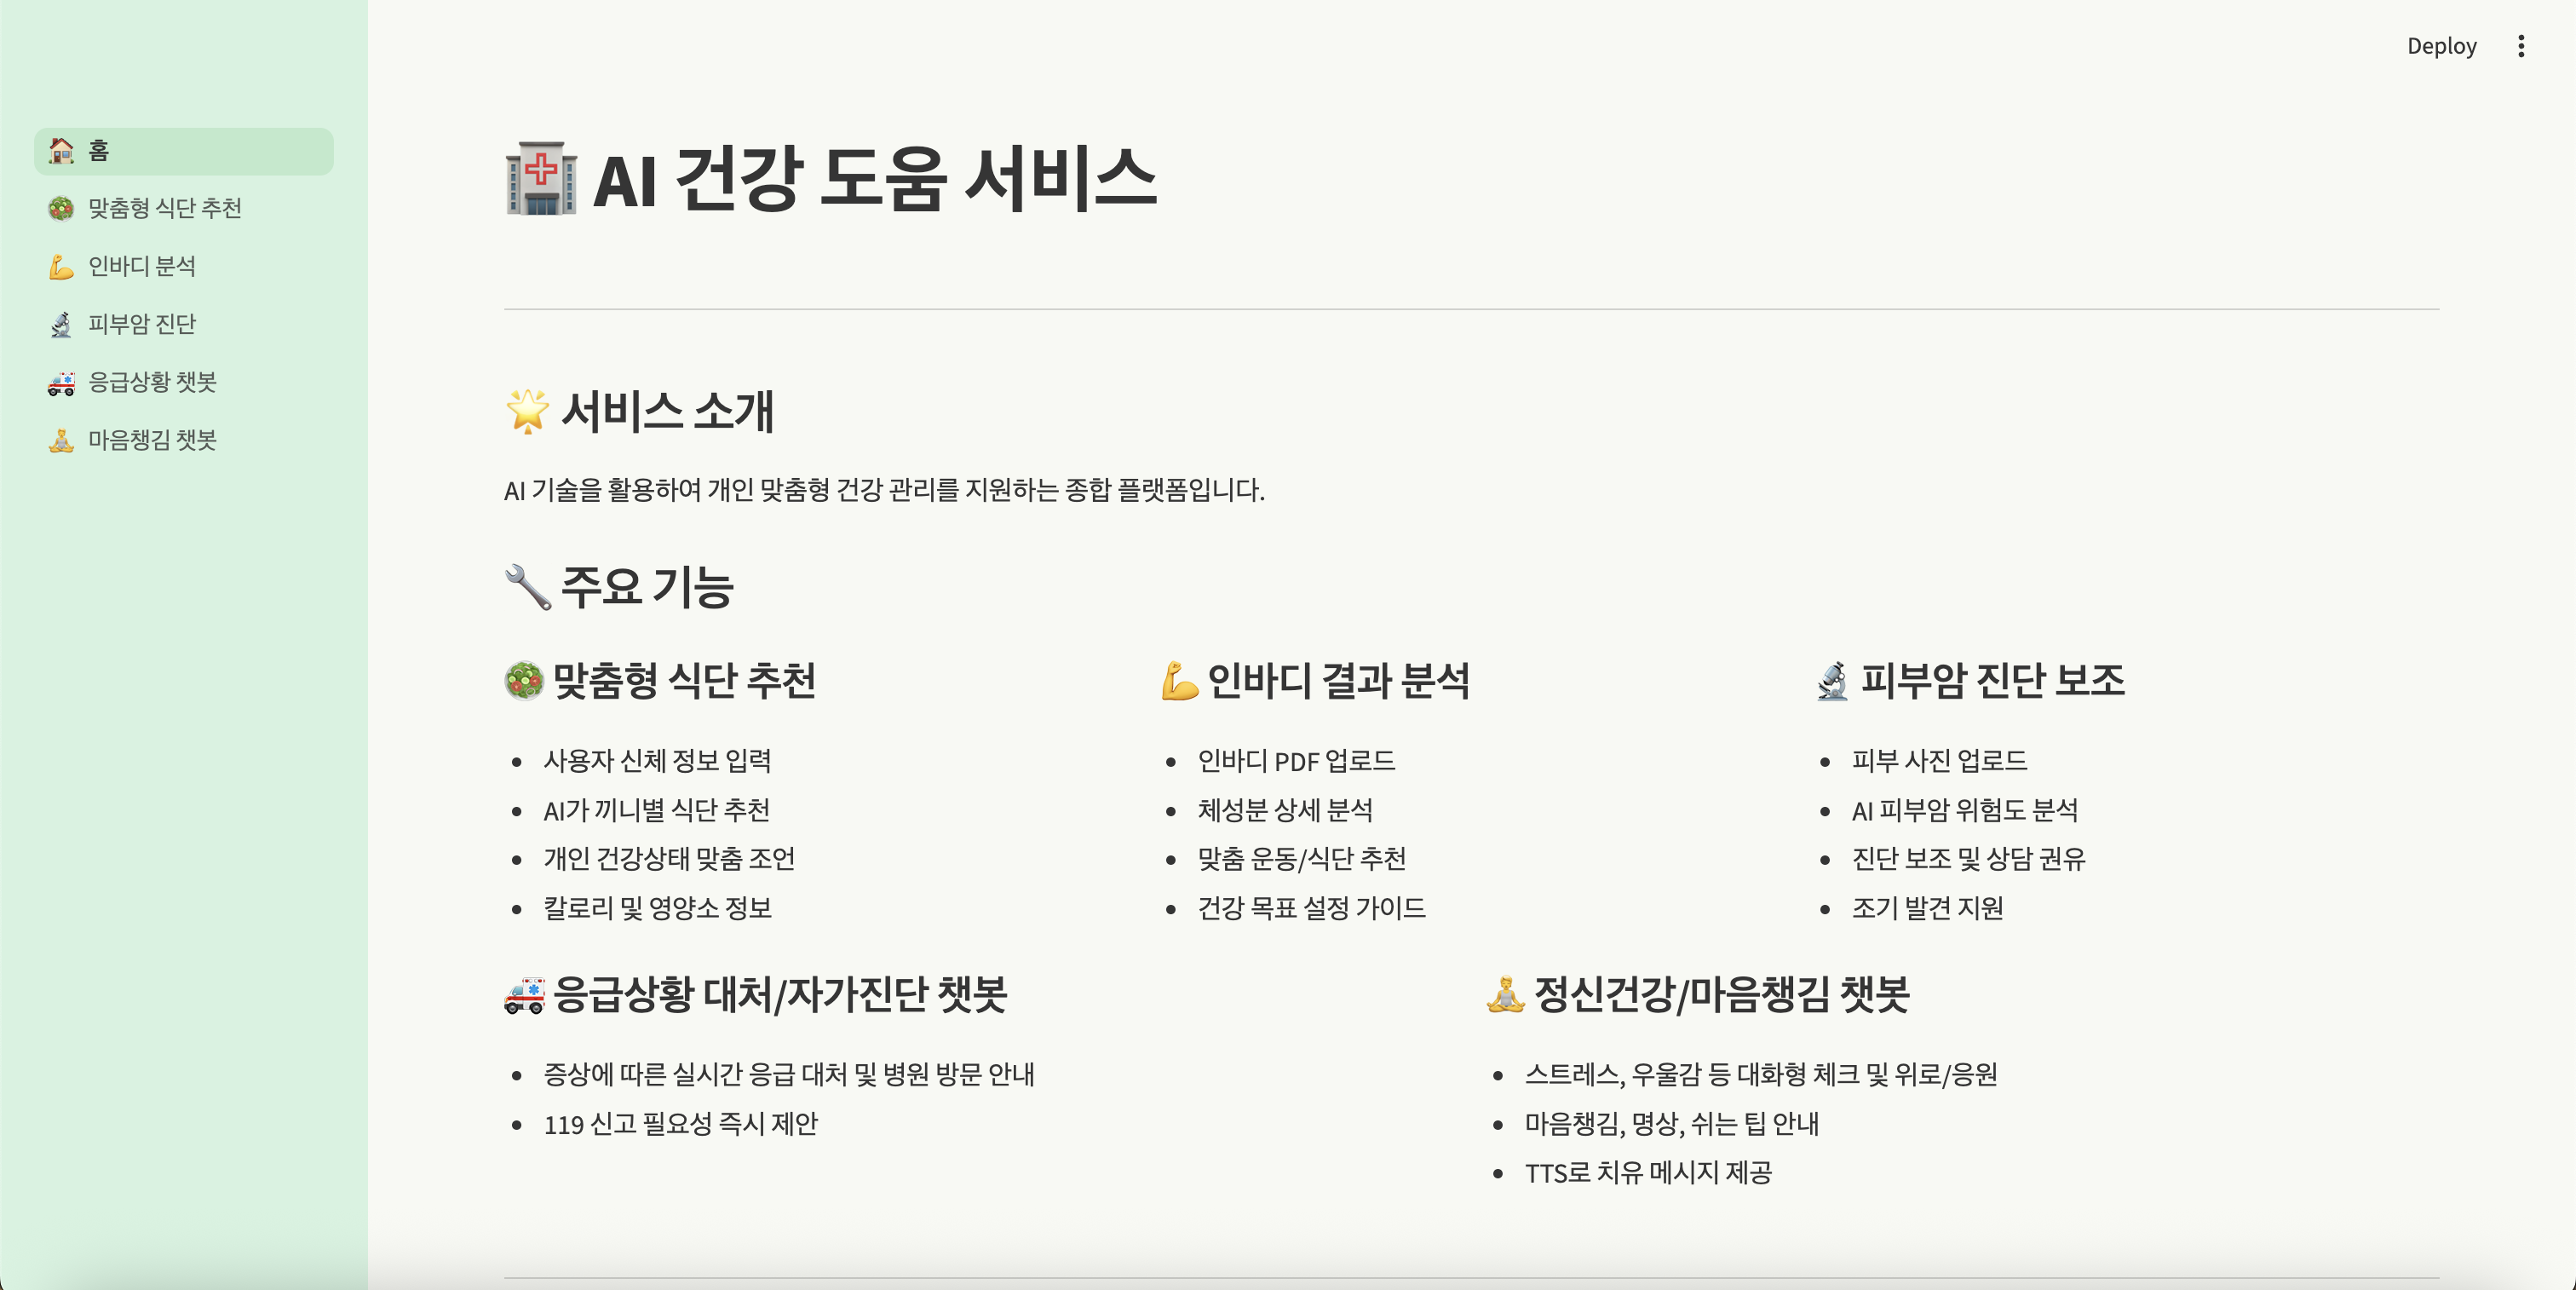 Deploy
홈
맞춤형 식단 추천
인바디 분석
피부암 진단
응급상황 챗봇
마음챙김 챗봇
AI 건강 도움 서비스
서비스 소개
AI 기술을 활용하여 개인 맞춤형 건강 관리를 지원하는 종합 플랫폼입니다.
주요 기능
맞춤형 식단 추천
사용자 신체 정보 입력
AI가 끼니별 식단 추천
개인 건강상태 맞춤 조언
칼로리 및 영양소 정보
인바디 결과 분석
인바디 PDF 업로드
체성분 상세 분석
맞춤 운동/식단 추천
건강 목표 설정 가이드
피부암 진단 보조
피부 사진 업로드
AI 피부암 위험도 분석
진단 보조 및 상담 권유
조기 발견 지원
응급상황 대처/자가진단 챗봇
증상에 따른 실시간 응급 대처 및 병원 방문 안내
119 신고 필요성 즉시 제안
정신건강/마음챙김 챗봇
스트레스, 우울감 등 대화형 체크 및 위로/응원
마음챙김, 명상, 쉬는 팁 안내
TTS로 치유 메시지 제공